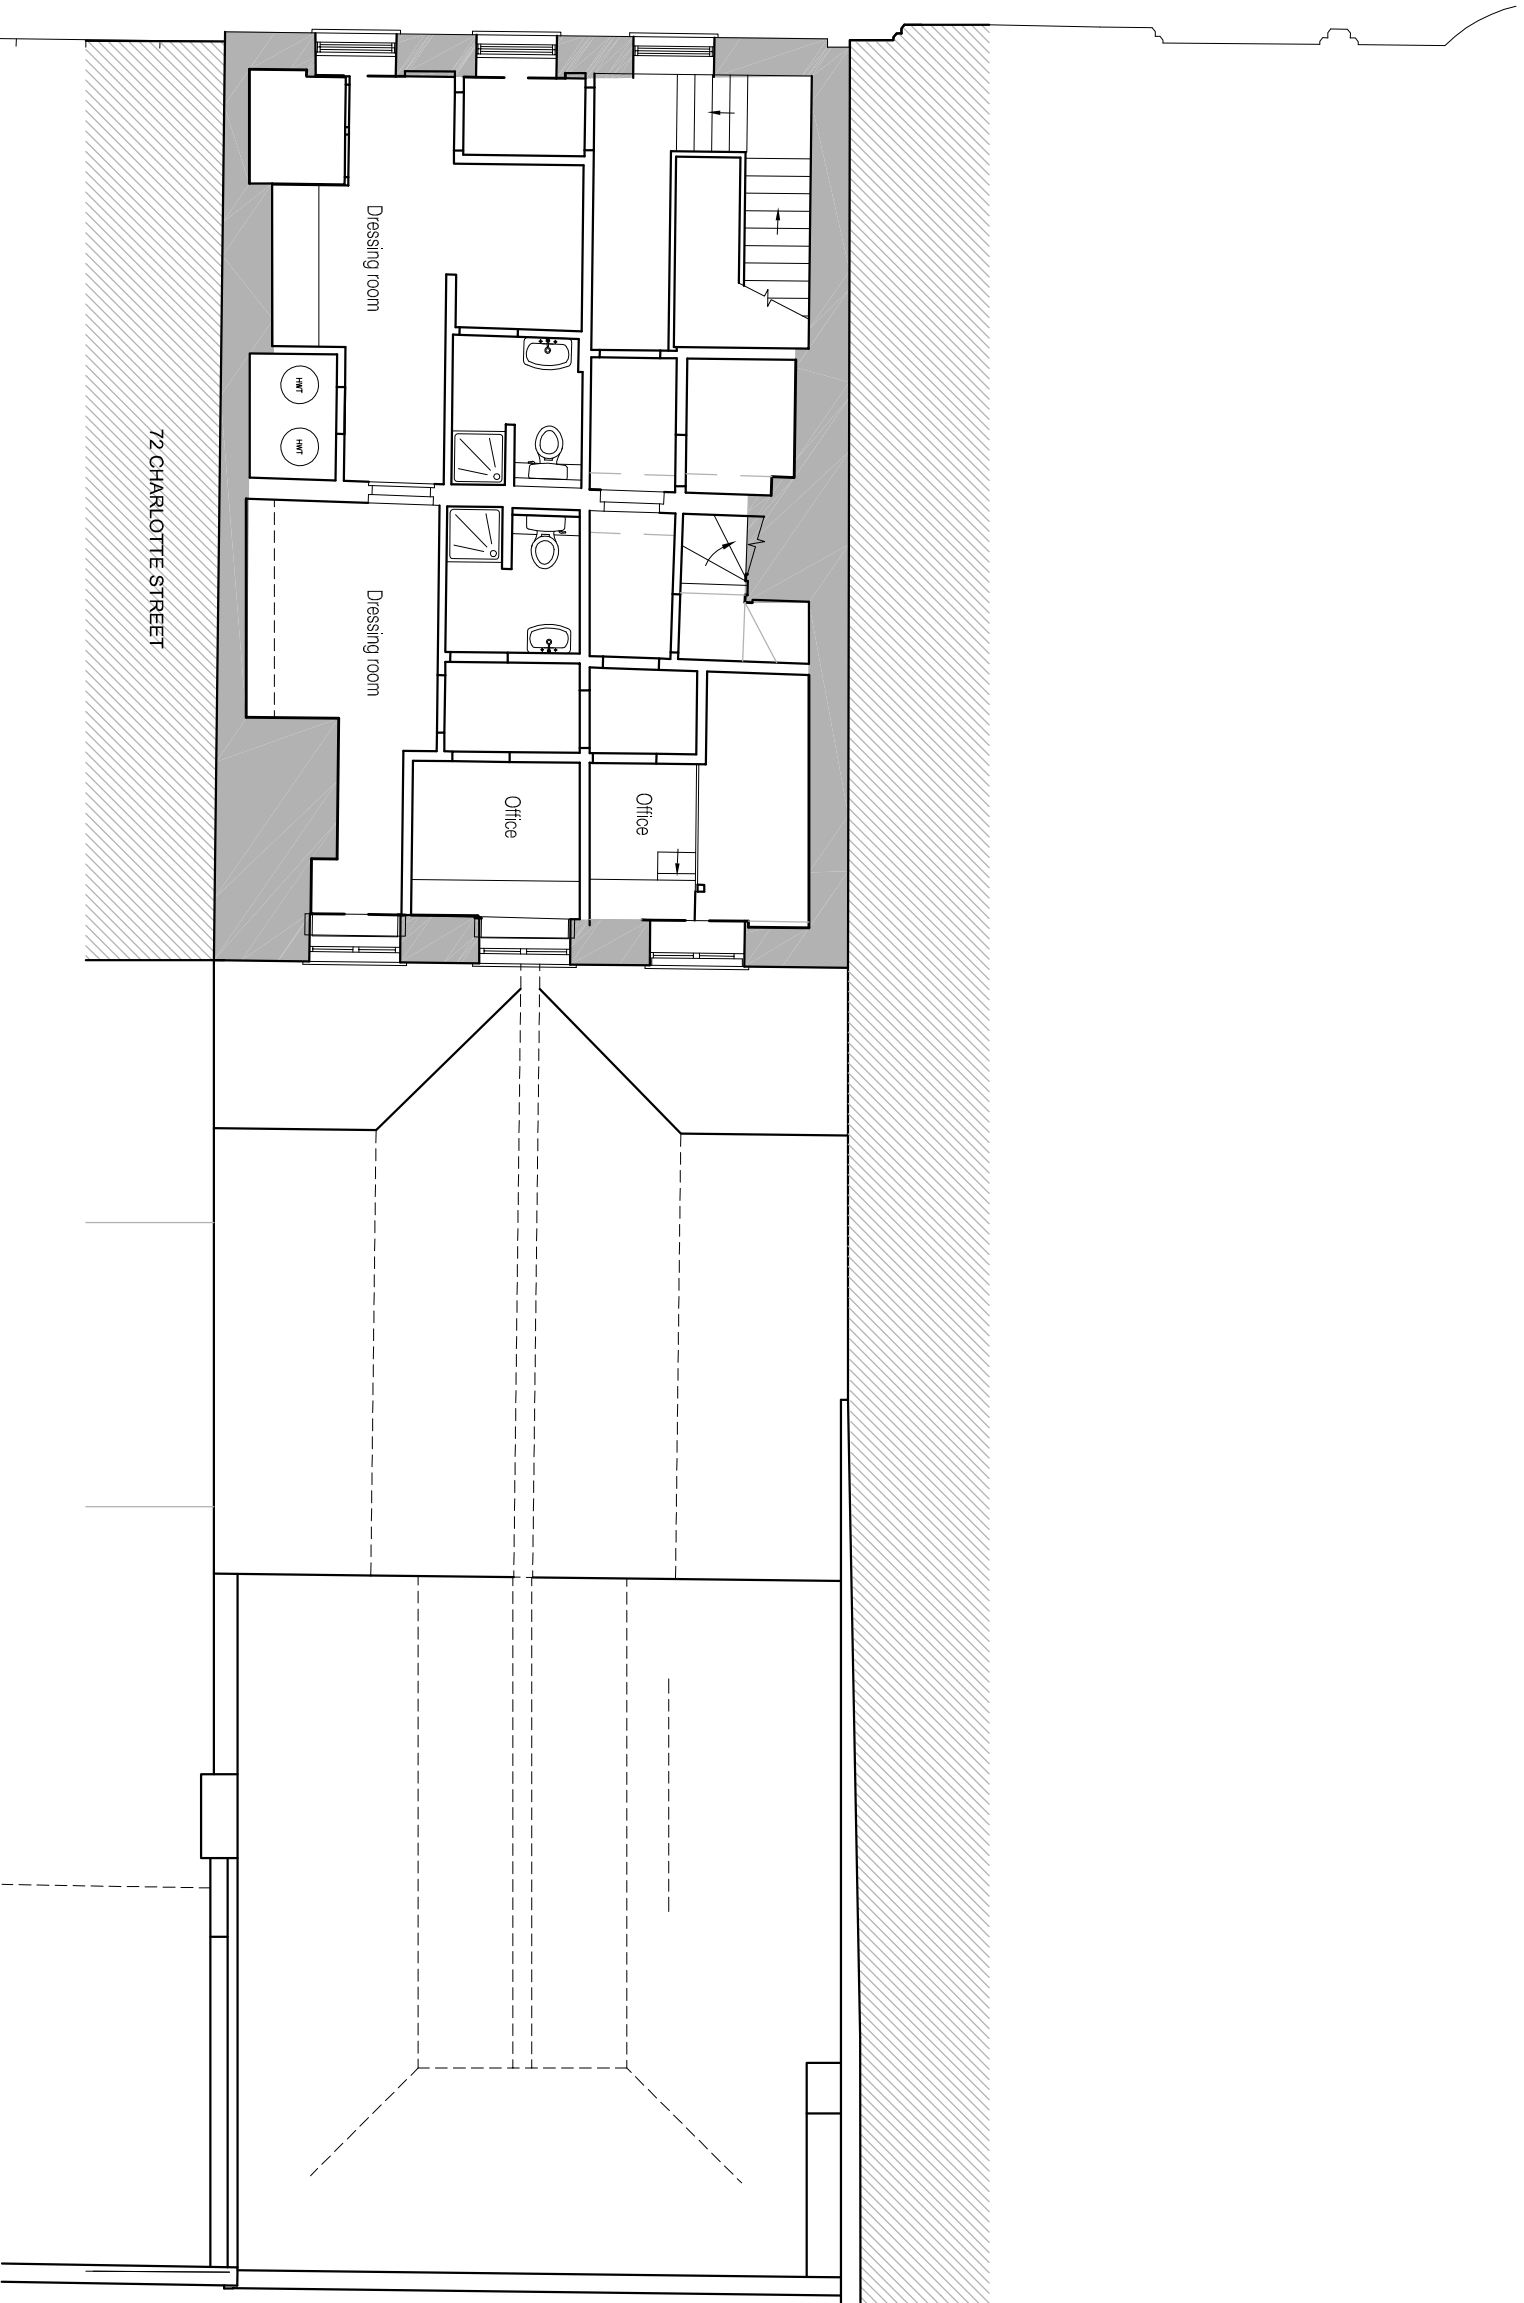 Dressing room
HWT
HWT
72 CHARLOTTE STREET
Dressing room
Office
Office